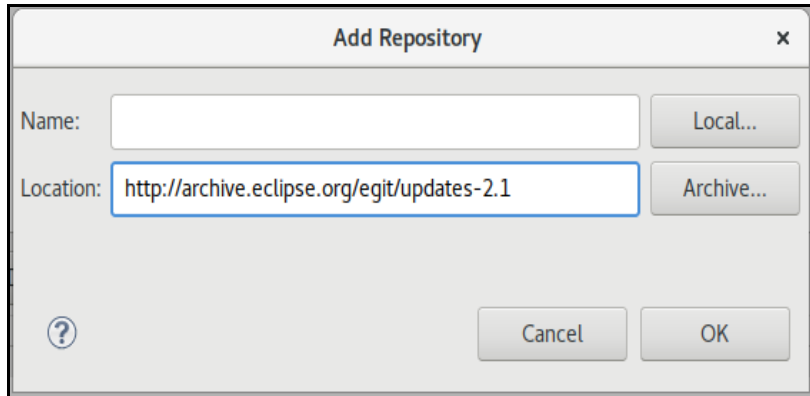 Add Repository x
Name: Local...
Location: http://archive.eclipse.org/egit/updates-2.1 Archive...
? Cancel OK